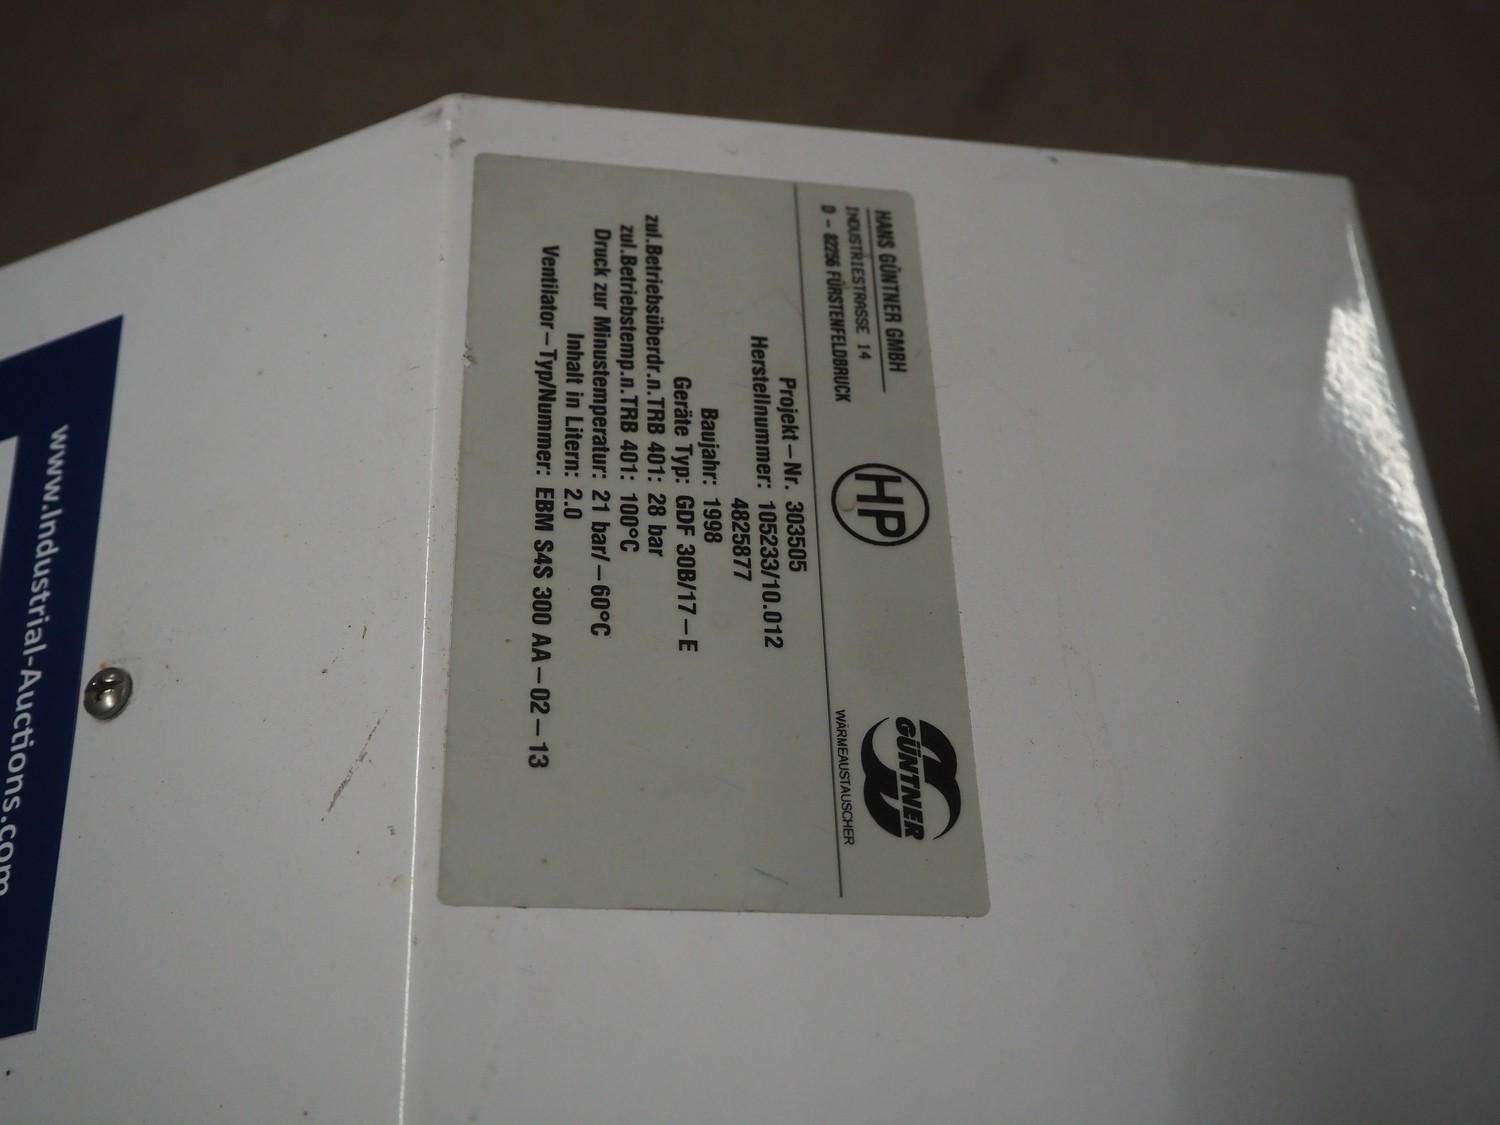 HANS GÜNTNER GMBH
INDUSTRIESTRASSE 14
D - 82256 FÜRSTENFELDBRUCK
HP
GÜNTNER
WÄRMEAUSTAUSCHER
Projekt-Nr. 303505
Herstellnummer: 105233/10.012
4825877
Baujahr: 1998
Geräte Typ: GDF 30B/17-E
zul.Betriebsüberdr.n.TRB 401: 28 bar
zul.Betriebstemp.n.TRB 401: 100°C
Druck zur Minustemperatur: 21 bar/-60°C
Inhalt in Litern: 2.0
Ventilator-Typ/Nummer: EBM S4S 300 AA-02-13
www.Industrial-Auctions.com